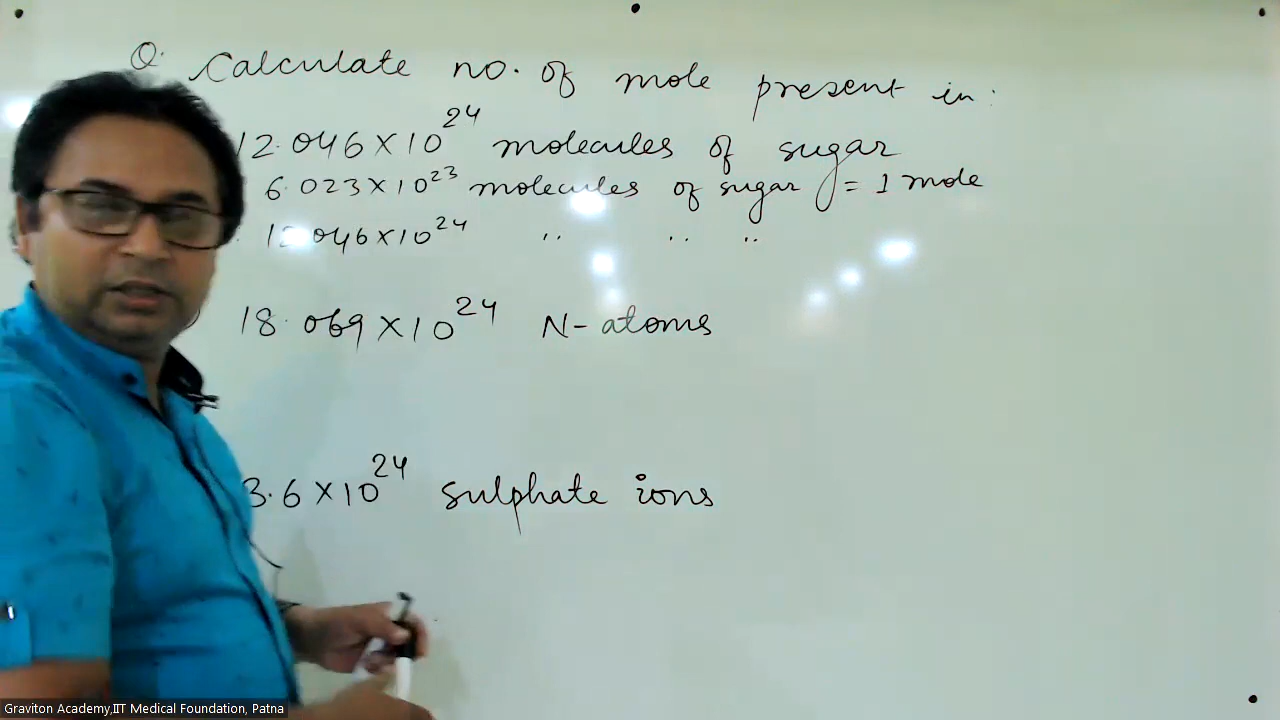 Q. Calculate no. of mole present in:
12.046×10²⁴ molecules of sugar
6.023×10²³ molecules of sugar = 1 mole
12.046×10²⁴ " " "
18.069×10²⁴ N-atoms
3.6×10²⁴ sulphate ions
Graviton Academy,IIT Medical Foundation, Patna